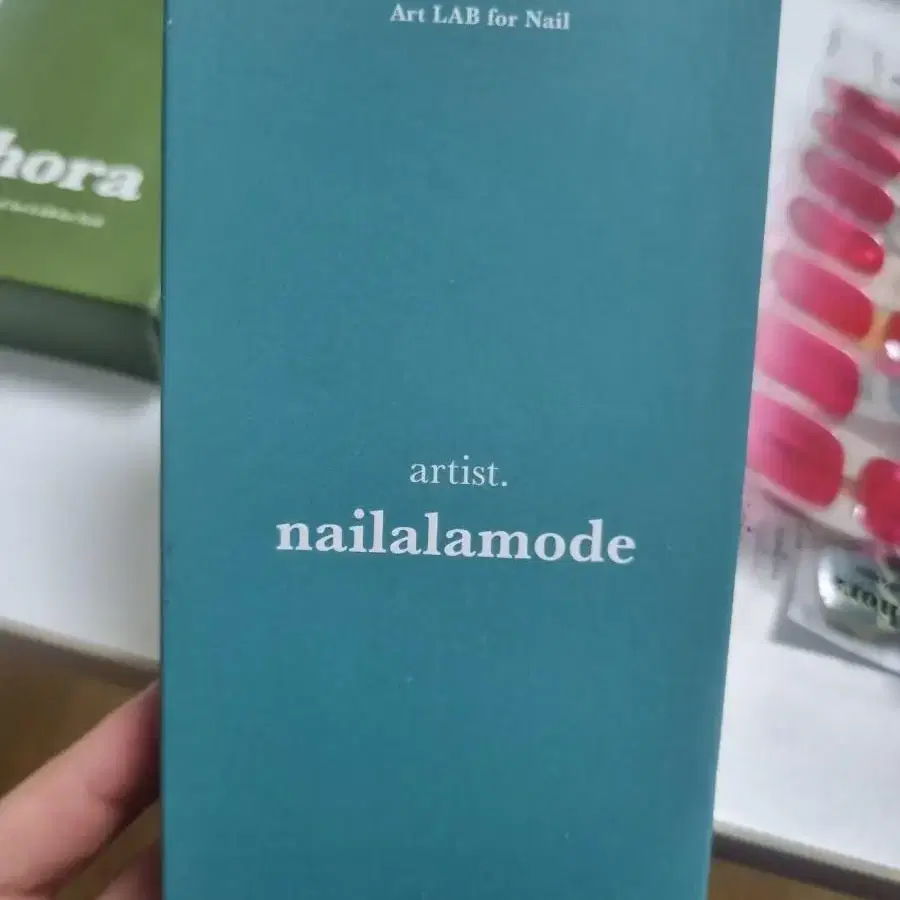 Art LAB for Nail
hora
artist.
nailalamode